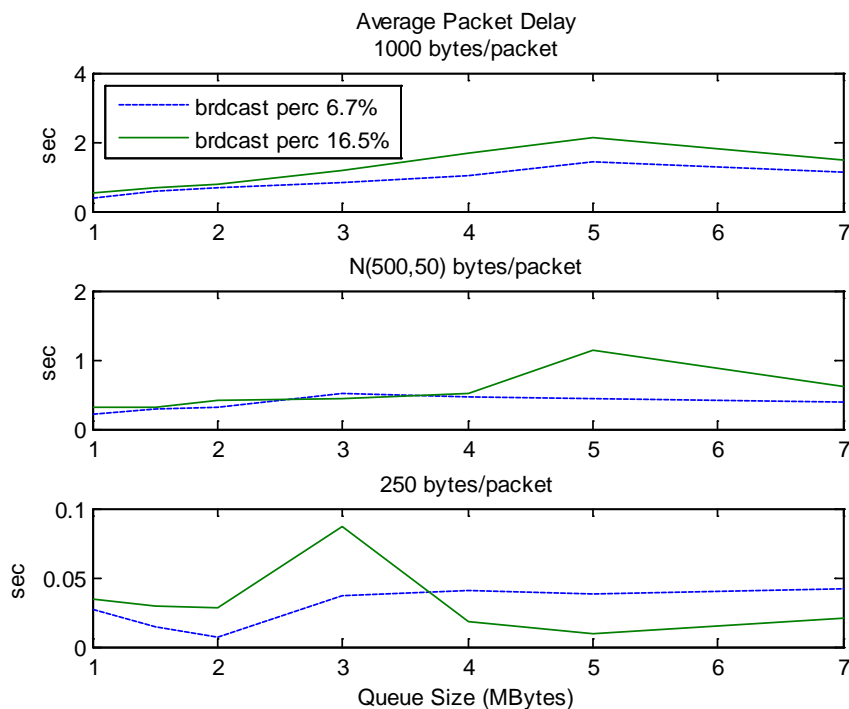 Average Packet Delay
1000 bytes/packet
4
2
0
sec
brdcast perc 6.7%
brdcast perc 16.5%
1 2 3 4 5 6 7
N(500,50) bytes/packet
2
1
0
sec
1 2 3 4 5 6 7
250 bytes/packet
0.1
0.05
0
sec
1 2 3 4 5 6 7
Queue Size (MBytes)